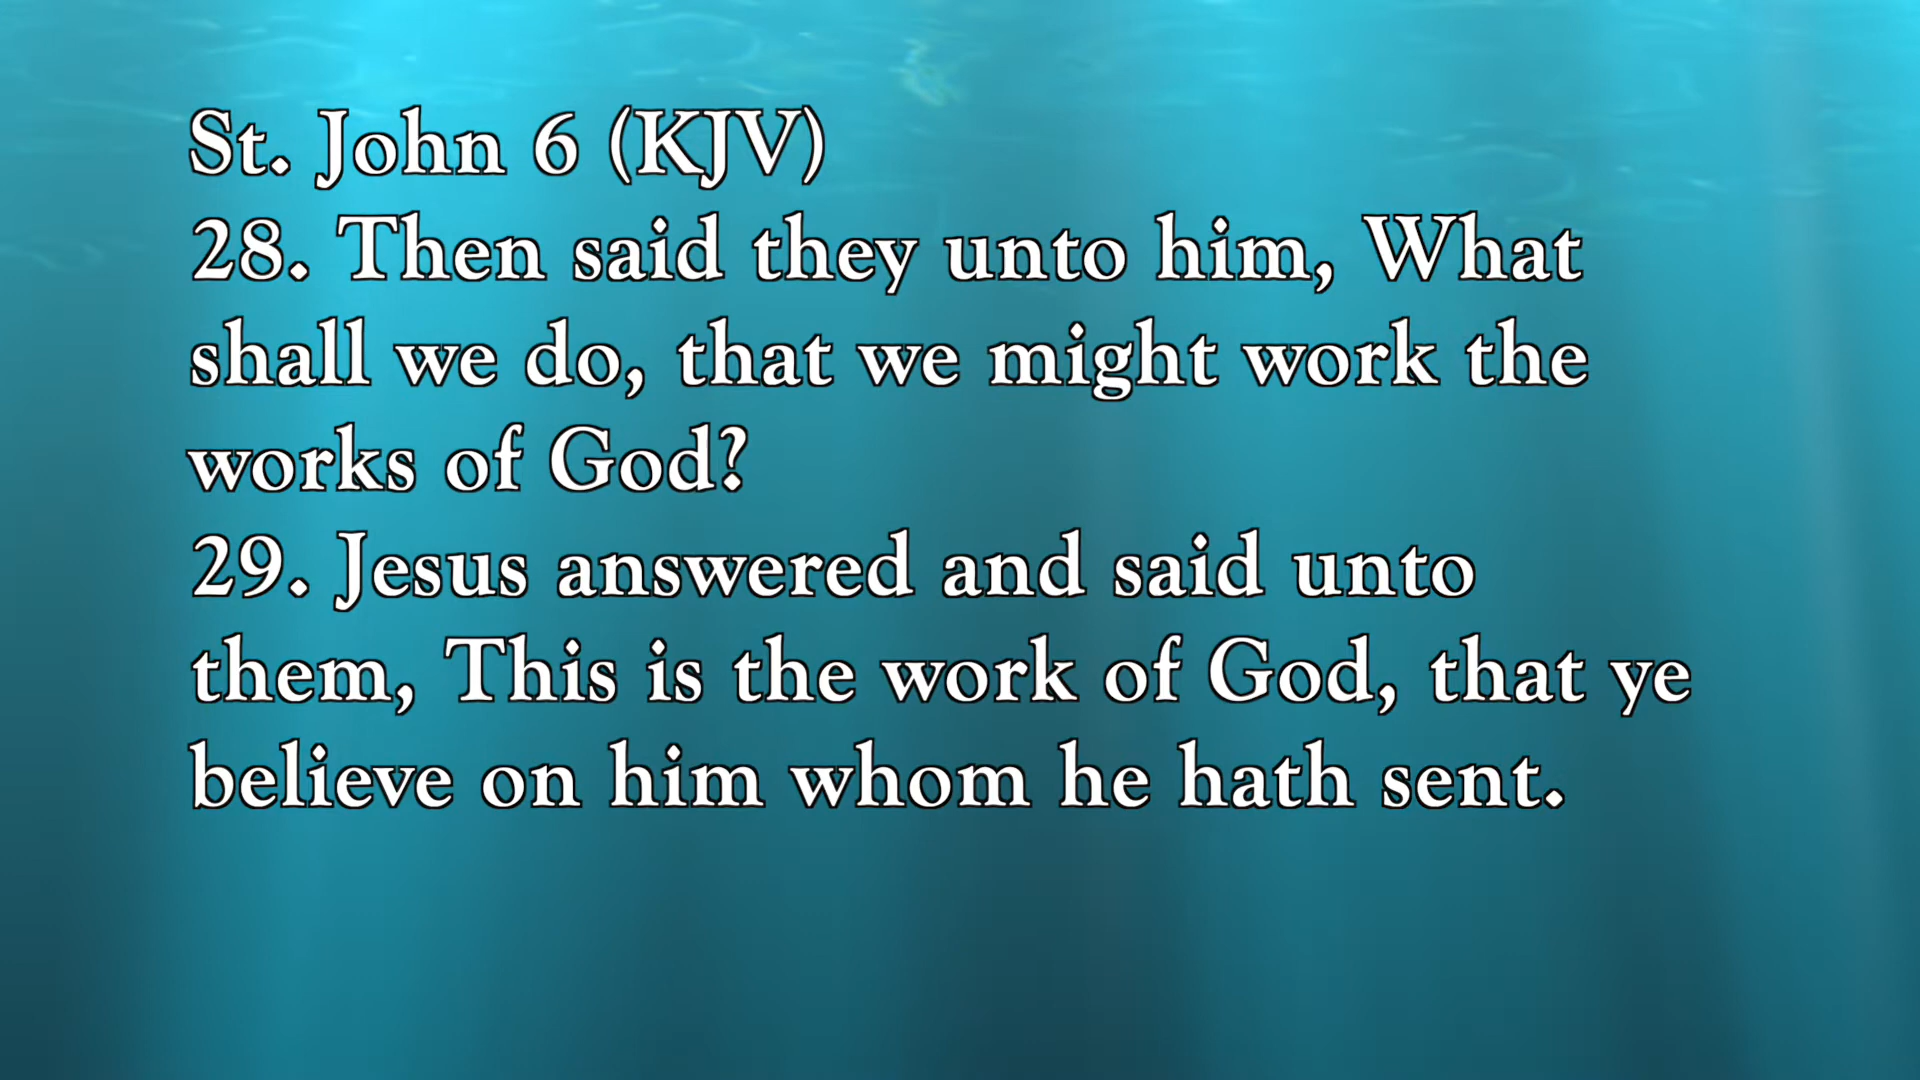 St. John 6 (KJV)
28. Then said they unto him, What
shall we do, that we might work the
works of God?
29. Jesus answered and said unto
them, This is the work of God, that ye
believe on him whom he hath sent.